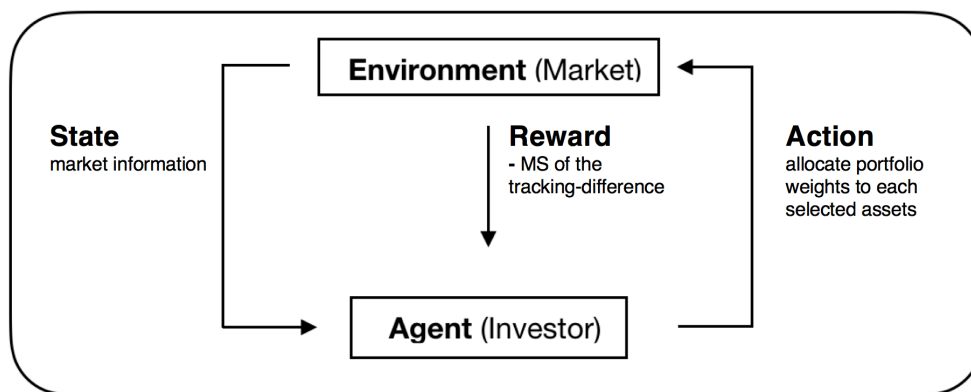 Environment (Market)
State
market information
Reward
- MS of the
tracking-difference
Action
allocate portfolio
weights to each
selected assets
Agent (Investor)